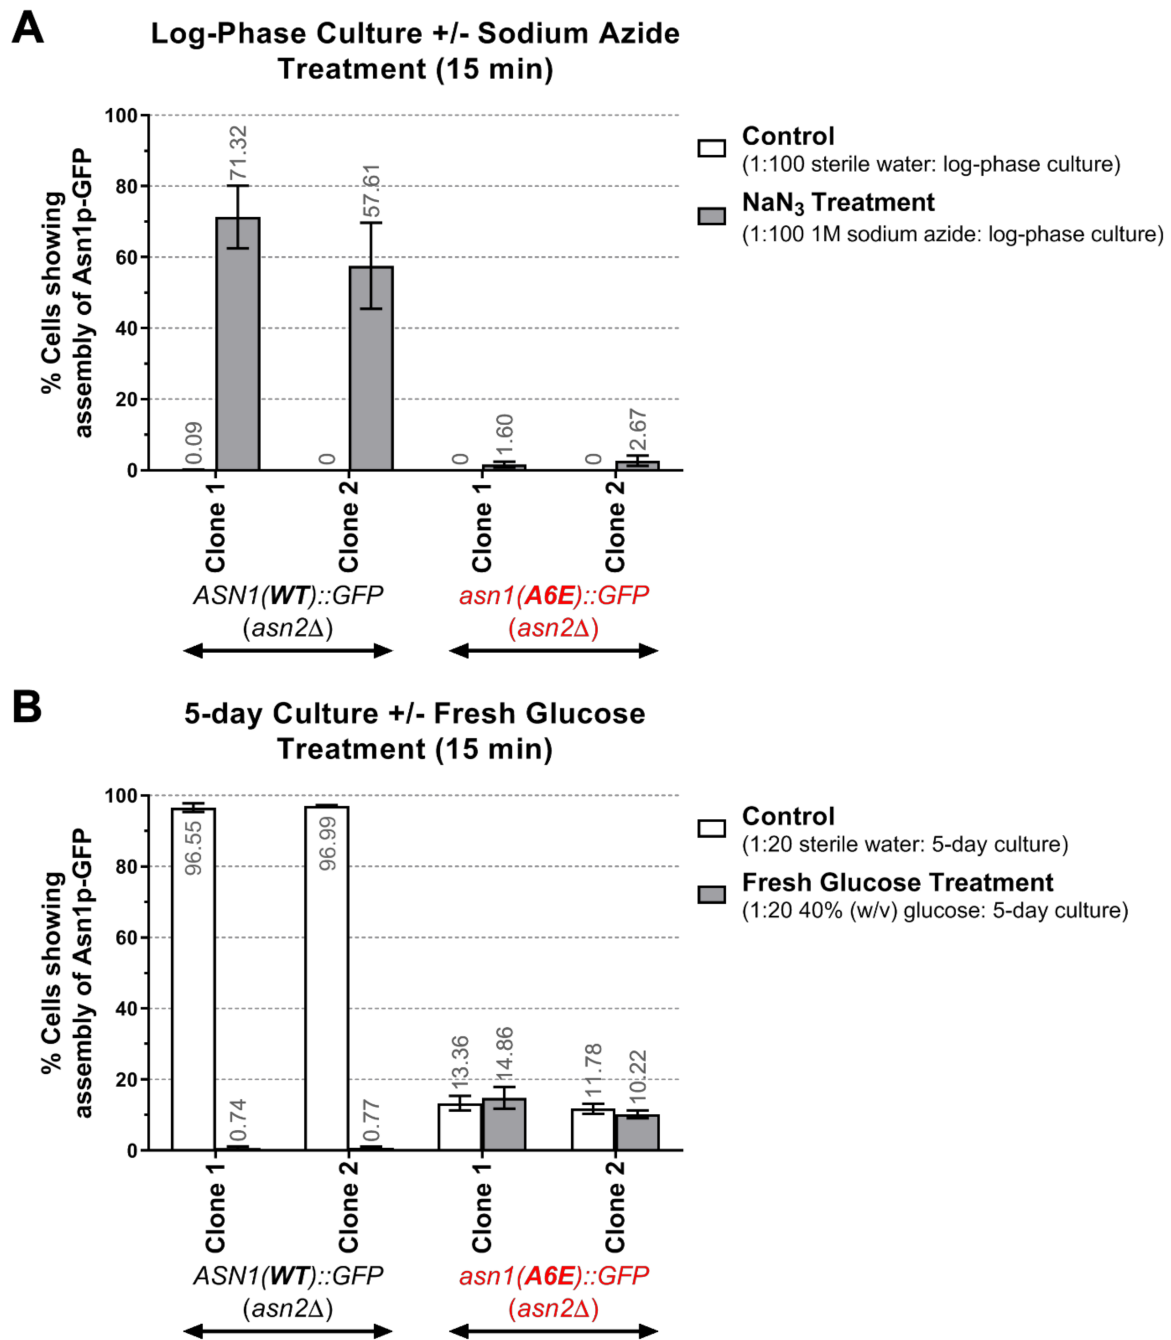 A
Log-Phase Culture +/- Sodium Azide
Treatment (15 min)
% Cells showing
assembly of Asn1p-GFP
100
80
60
40
20
0
0.09
71.32
0
57.61
0
1.60
0
2.67
Clone 1
Clone 2
Clone 1
Clone 2
ASN1(WT)::GFP
(asn2Δ)
asn1(A6E)::GFP
(asn2Δ)
Control
(1:100 sterile water: log-phase culture)
NaN3 Treatment
(1:100 1M sodium azide: log-phase culture)
B
5-day Culture +/- Fresh Glucose
Treatment (15 min)
% Cells showing
assembly of Asn1p-GFP
100
80
60
40
20
0
96.55
0.74
96.99
0.77
13.36
14.86
11.78
10.22
Clone 1
Clone 2
Clone 1
Clone 2
ASN1(WT)::GFP
(asn2Δ)
asn1(A6E)::GFP
(asn2Δ)
Control
(1:20 sterile water: 5-day culture)
Fresh Glucose Treatment
(1:20 40% (w/v) glucose: 5-day culture)